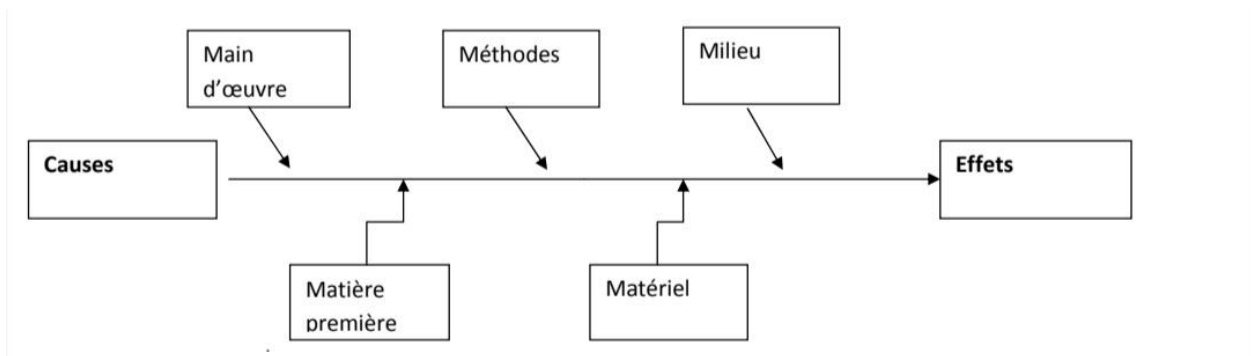 Main
d'œuvre
Méthodes
Milieu
Causes
Effets
Matière
première
Matériel